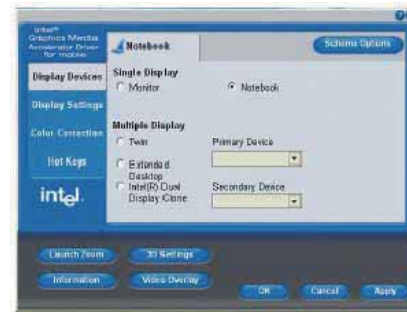 intel®
Graphics Media
Accelerator Driver
for mobile
Notebook
Scheme Options
Display Devices
Display Settings
Color Correction
Hot Keys
intel.
Single Display
Monitor
Notebook
Multiple Display
Twin
Primary Device
Extended
Desktop
Intel(R) Dual
Display Clone
Secondary Device
Launch Zoom
3D Settings
Information
Video Overlay
OK
Cancel
Apply